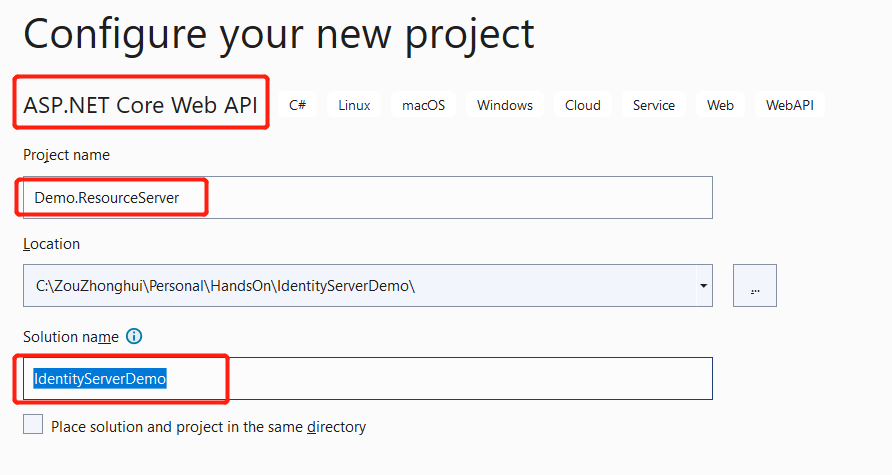 Configure your new project
ASP.NET Core Web API C# Linux macOS Windows Cloud Service Web WebAPI
Project name
Demo.ResourceServer
Location
C:\ZouZhonghui\Personal\HandsOn\IdentityServerDemo\
...
Solution name
IdentityServerDemo
Place solution and project in the same directory